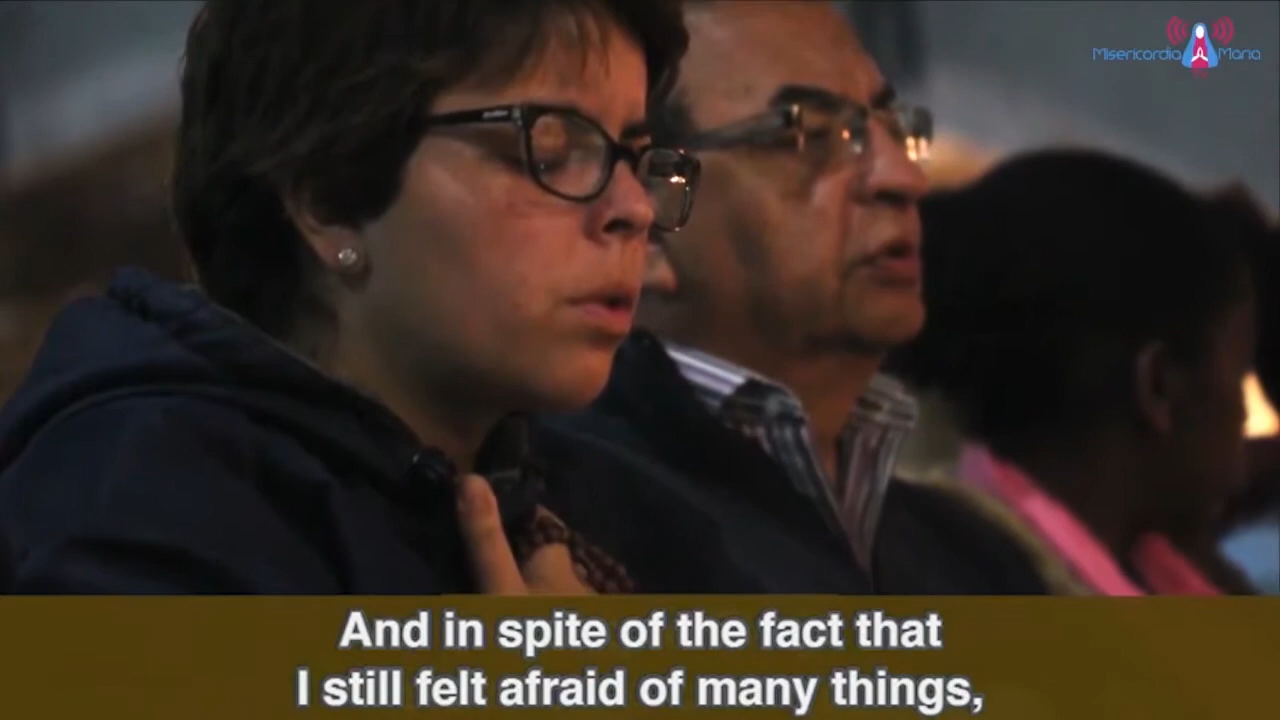 Misericordia Maria
And in spite of the fact that
I still felt afraid of many things,